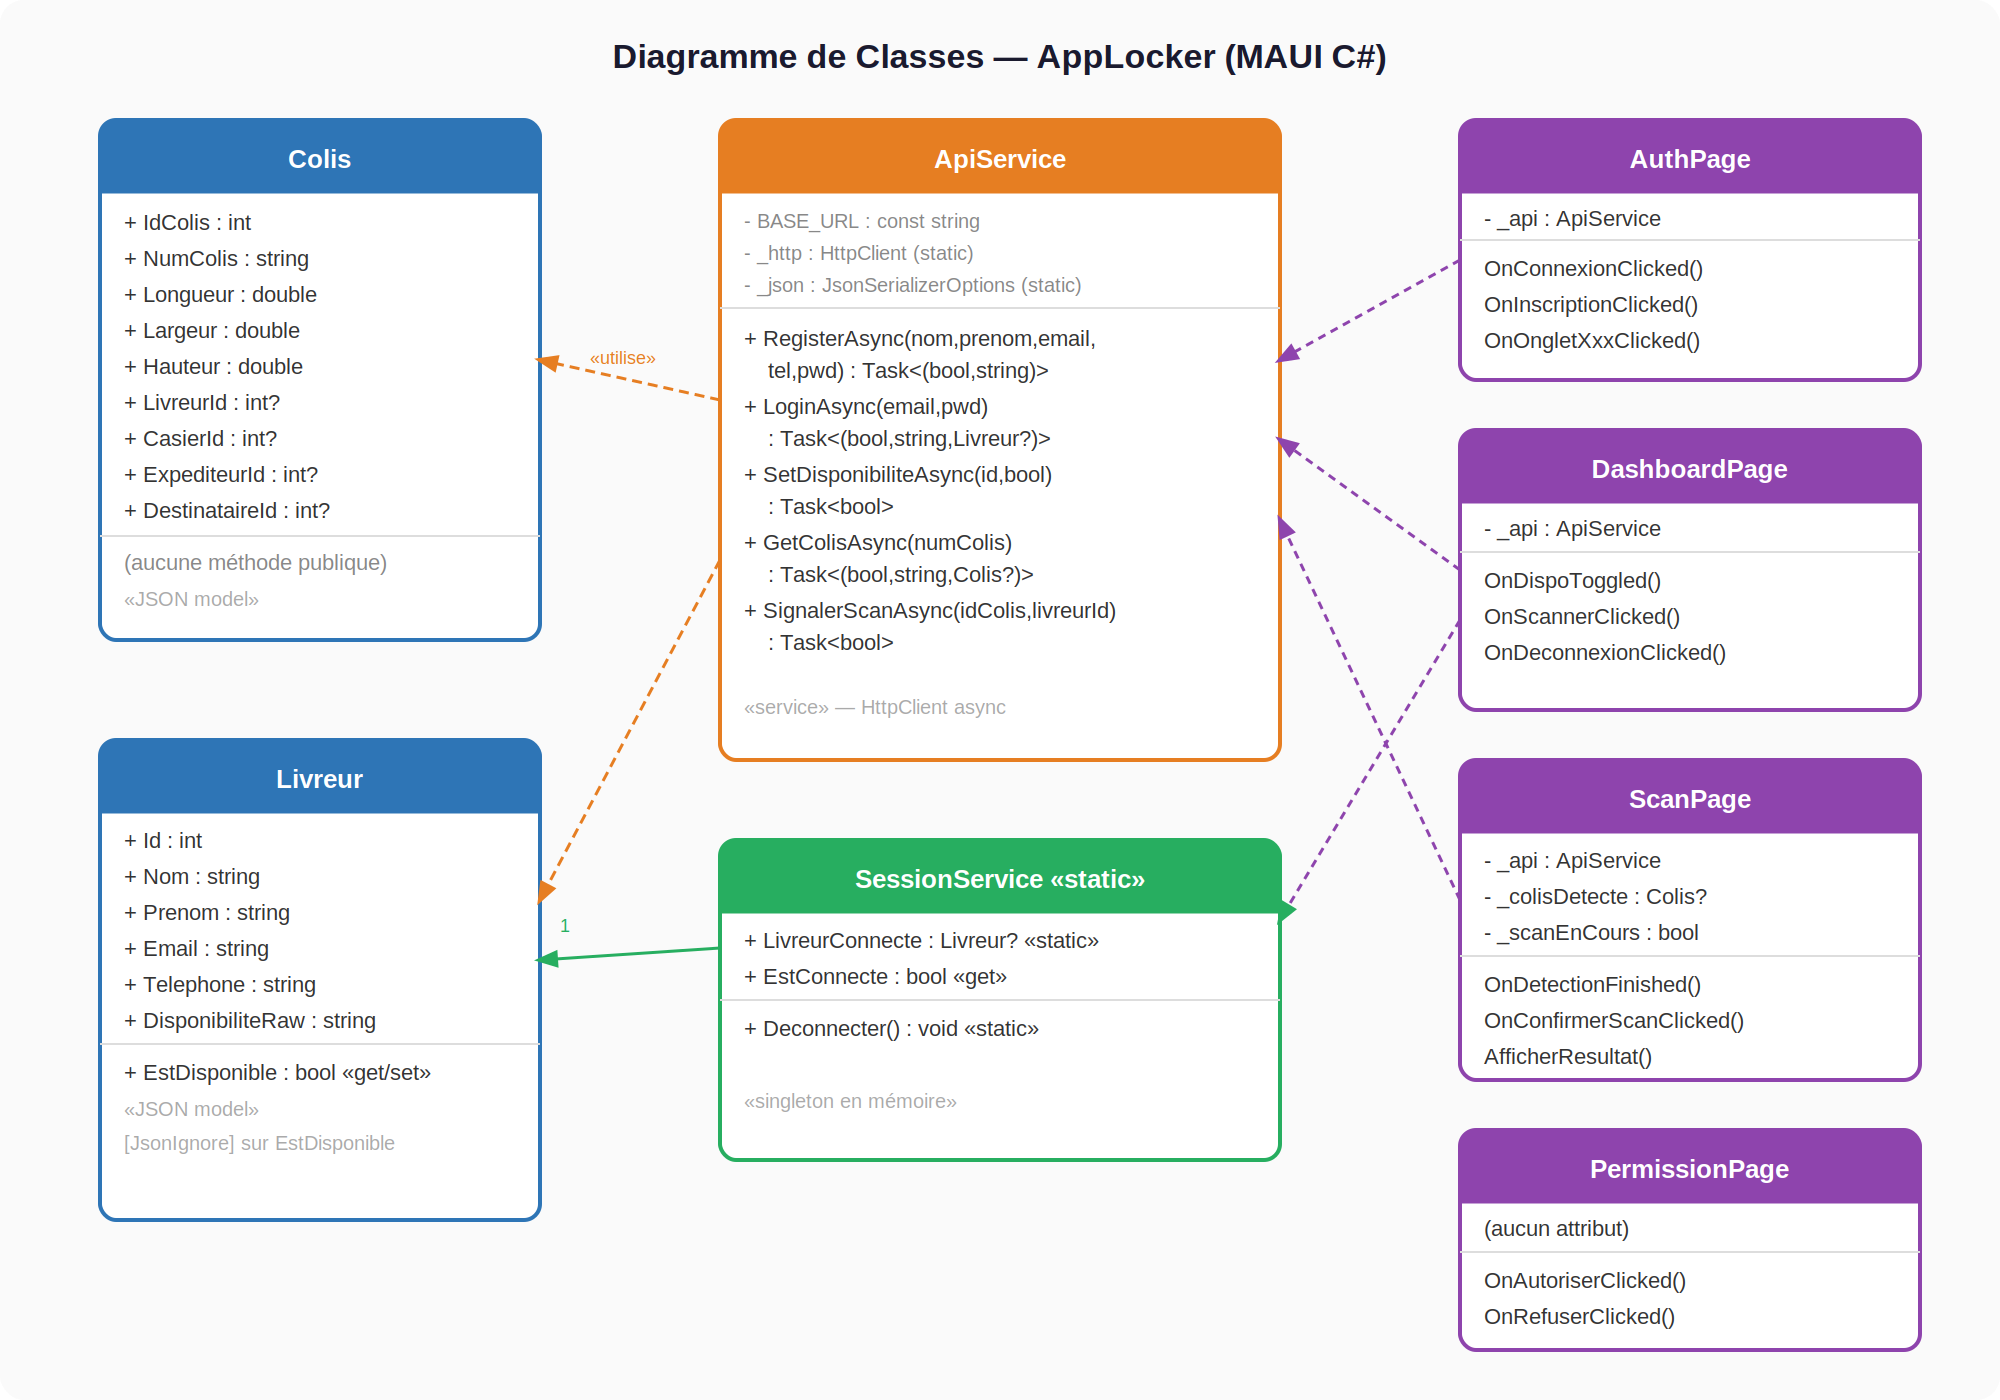 Diagramme de Classes — AppLocker (MAUI C#)
Colis
+ IdColis : int
+ NumColis : string
+ Longueur : double
+ Largeur : double
+ Hauteur : double
+ LivreurId : int?
+ CasierId : int?
+ ExpediteurId : int?
+ DestinataireId : int?
(aucune méthode publique)
«JSON model»
«utilise»
Livreur
+ Id : int
+ Nom : string
+ Prenom : string
+ Email : string
+ Telephone : string
+ DisponibiliteRaw : string
+ EstDisponible : bool «get/set»
«JSON model»
[JsonIgnore] sur EstDisponible
1
ApiService
- BASE_URL : const string
- _http : HttpClient (static)
- _json : JsonSerializerOptions (static)
+ RegisterAsync(nom,prenom,email,
tel,pwd) : Task<(bool,string)>
+ LoginAsync(email,pwd)
: Task<(bool,string,Livreur?)>
+ SetDisponibiliteAsync(id,bool)
: Task<bool>
+ GetColisAsync(numColis)
: Task<(bool,string,Colis?)>
+ SignalerScanAsync(idColis,livreurId)
: Task<bool>
«service» — HttpClient async
SessionService «static»
+ LivreurConnecte : Livreur? «static»
+ EstConnecte : bool «get»
+ Deconnecter() : void «static»
«singleton en mémoire»
AuthPage
- _api : ApiService
OnConnexionClicked()
OnInscriptionClicked()
OnOngletXxxClicked()
DashboardPage
- _api : ApiService
OnDispoToggled()
OnScannerClicked()
OnDeconnexionClicked()
ScanPage
- _api : ApiService
- _colisDetecte : Colis?
- _scanEnCours : bool
OnDetectionFinished()
OnConfirmerScanClicked()
AfficherResultat()
PermissionPage
(aucun attribut)
OnAutoriserClicked()
OnRefuserClicked()